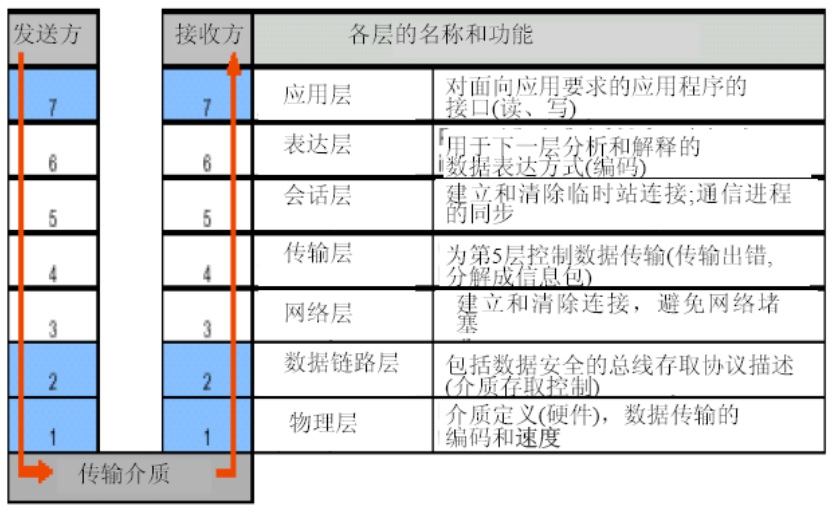 发送方 接收方 各层的名称和功能
7 7 应用层 对面向应用要求的应用程序的
接口(读、写)
6 6 表达层 用于下一层分析和解释的
数据表达方式(编码)
5 5 会话层 建立和清除临时站连接;通信进程
的同步
4 4 传输层 为第5层控制数据传输(传输出错,
分解成信息包)
3 3 网络层 建立和清除连接，避免网络堵
塞
2 2 数据链路层 包括数据安全的总线存取协议描述
(介质存取控制)
1 1 物理层 介质定义(硬件)，数据传输的
编码和速度
传输介质